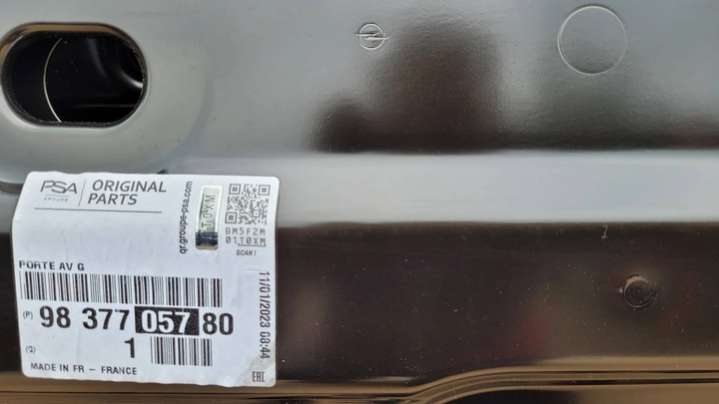 PSA
GROUPE
ORIGINAL
PARTS
qr.groupe-psa.com
BM5F2M
01T0XM
SCAN!
PORTE AV G
(P) 98 377 057 80
(Q) 1
MADE IN FR - FRANCE
11/01/2023 08:44
EAC